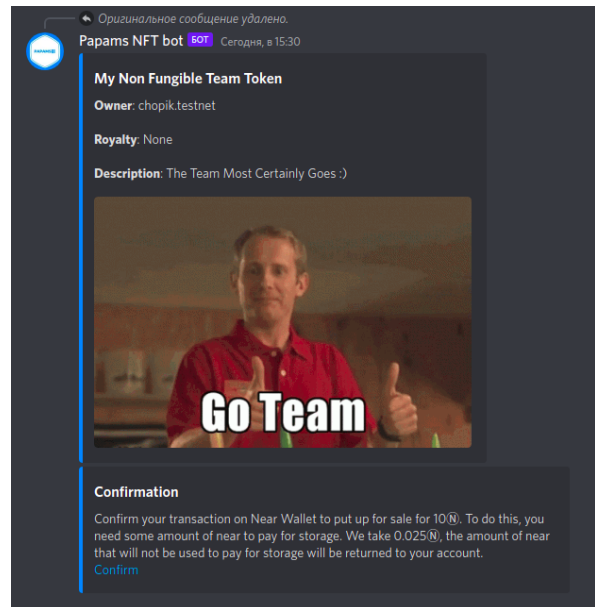 Оригинальное сообщение удалено.
PAPAMS
Papams NFT bot БОТ Сегодня, в 15:30
My Non Fungible Team Token
Owner: chopik.testnet
Royalty: None
Description: The Team Most Certainly Goes :)
Go Team
Confirmation
Confirm your transaction on Near Wallet to put up for sale for 10Ⓝ. To do this, you
need some amount of near to pay for storage. We take 0.025Ⓝ, the amount of near
that will not be used to pay for storage will be returned to your account.
Confirm